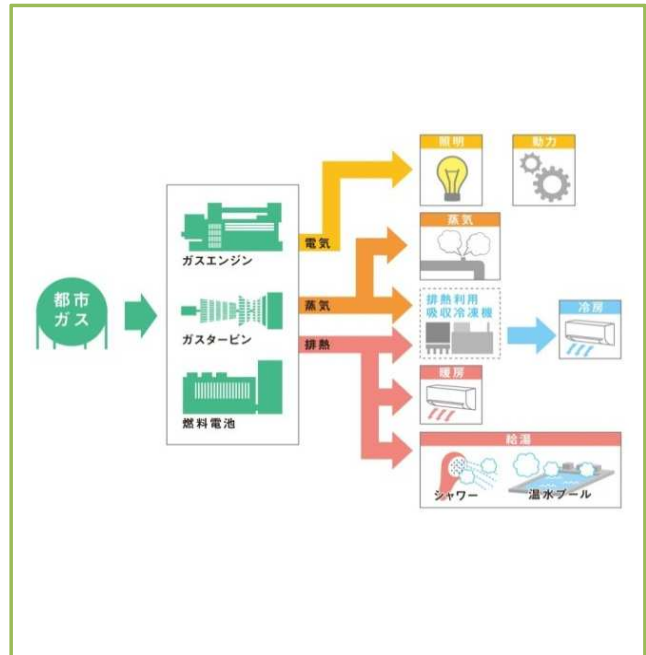 都市
ガス
ガスエンジン
ガスタービン
燃料電池
電気
蒸気
排熱
照明
動力
蒸気
排熱利用
吸収冷凍機
冷房
暖房
給湯
シャワー
温水プール